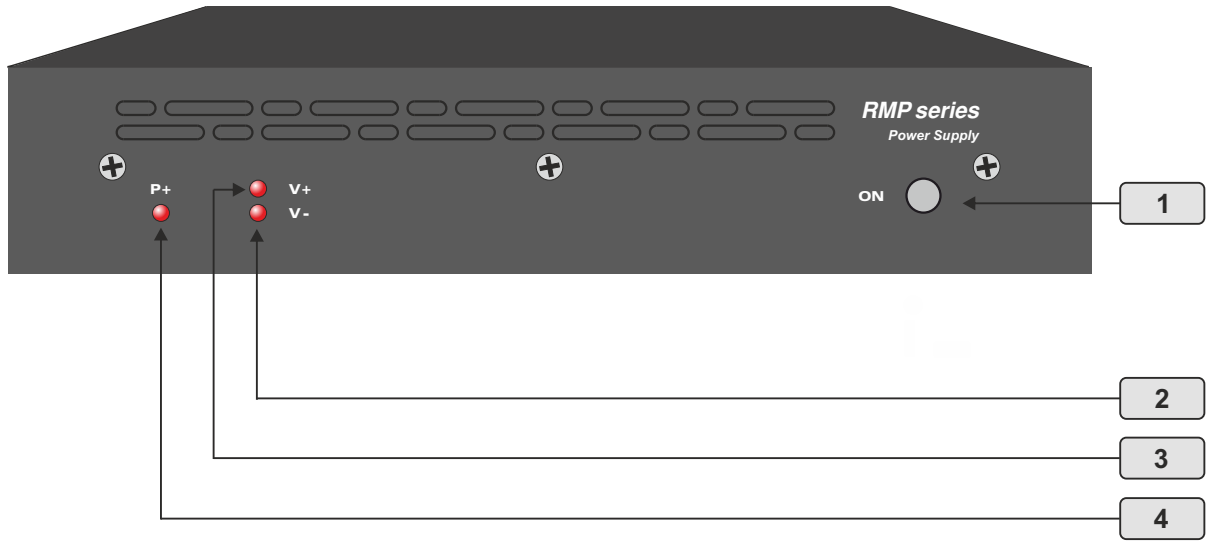 RMP series
Power Supply
P+
V+
V-
ON
1
2
3
4